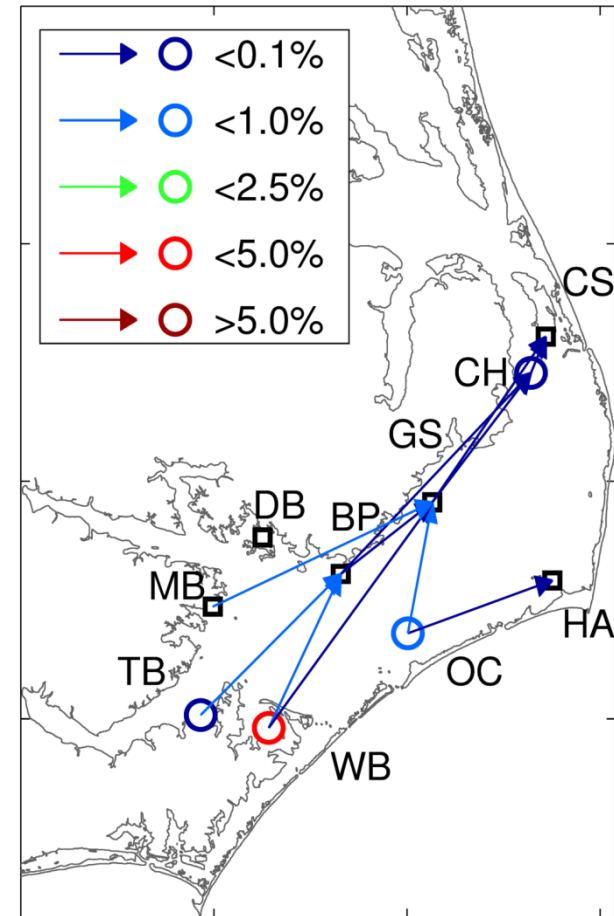 <0.1%
<1.0%
<2.5%
<5.0%
>5.0%
CS
CH
GS
DB
BP
MB
HA
TB
OC
WB